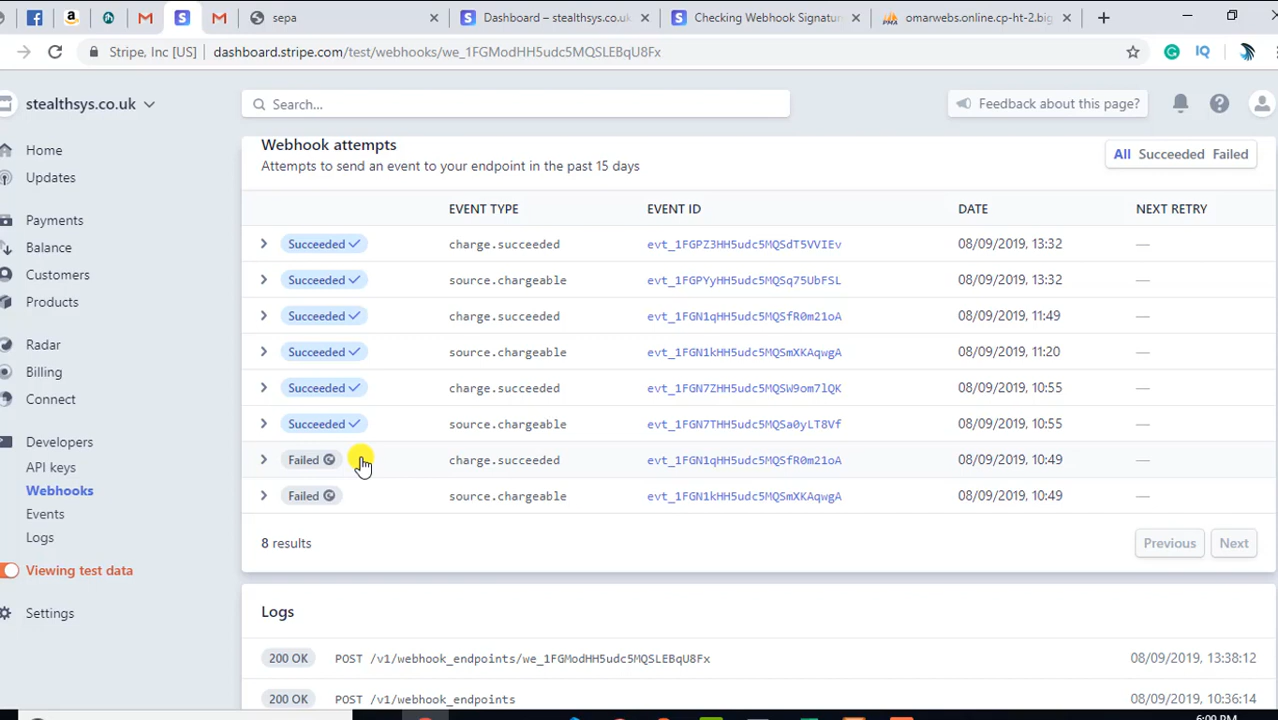 sepa
Dashboard – stealthsys.co.uk
Checking Webhook Signatur
omarwebs.online.cp-ht-2.big
Stripe, Inc [US]
dashboard.stripe.com/test/webhooks/we_1FGModHH5udc5MQSLEBqU8Fx
stealthsys.co.uk
Search...
Feedback about this page?
Home
Updates
Payments
Balance
Customers
Products
Radar
Billing
Connect
Developers
API keys
Webhooks
Events
Logs
Viewing test data
Settings
Webhook attempts
Attempts to send an event to your endpoint in the past 15 days
All Succeeded Failed
EVENT TYPE EVENT ID DATE NEXT RETRY
Succeeded charge.succeeded evt_1FGPZ3HH5udc5MQSdT5VVIEv 08/09/2019, 13:32 —
Succeeded source.chargeable evt_1FGPYyHH5udc5MQSq75UbFSL 08/09/2019, 13:32 —
Succeeded charge.succeeded evt_1FGN1qHH5udc5MQSfR0m21oA 08/09/2019, 11:49 —
Succeeded source.chargeable evt_1FGN1kHH5udc5MQSmXKAqwgA 08/09/2019, 11:20 —
Succeeded charge.succeeded evt_1FGN7ZHH5udc5MQSW9om7lQK 08/09/2019, 10:55 —
Succeeded source.chargeable evt_1FGN7THH5udc5MQSa0yLT8Vf 08/09/2019, 10:55 —
Failed charge.succeeded evt_1FGN1qHH5udc5MQSfR0m21oA 08/09/2019, 10:49 —
Failed source.chargeable evt_1FGN1kHH5udc5MQSmXKAqwgA 08/09/2019, 10:49 —
8 results
Previous
Next
Logs
200 OK POST /v1/webhook_endpoints/we_1FGModHH5udc5MQSLEBqU8Fx 08/09/2019, 13:38:12
200 OK POST /v1/webhook_endpoints 08/09/2019, 10:36:14
6:09 PM